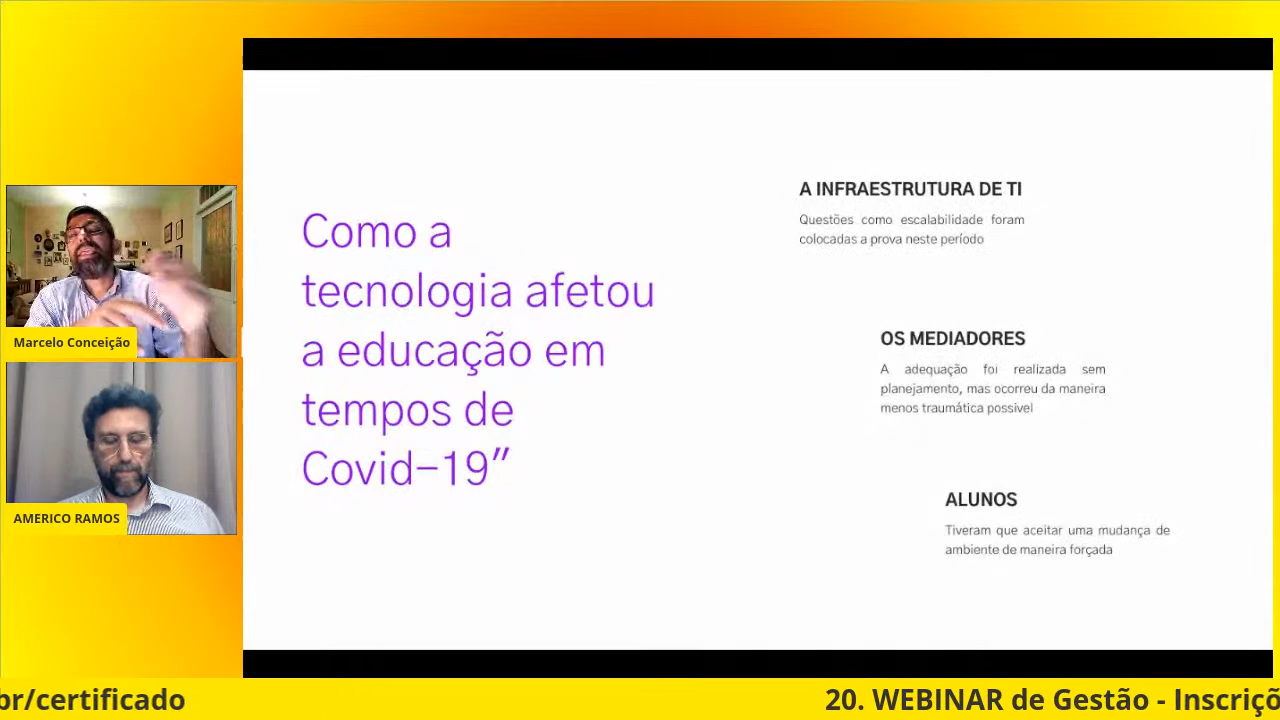 Marcelo Conceição
AMERICO RAMOS
Como a
tecnologia afetou
a educação em
tempos de
Covid–19”
A INFRAESTRUTURA DE TI
Questões como escalabilidade foram
colocadas a prova neste período
OS MEDIADORES
A adequação foi realizada sem
planejamento, mas ocorreu da maneira
menos traumática possivel
ALUNOS
Tiveram que aceitar uma mudança de
ambiente de maneira forçada
br/certificado
20. WEBINAR de Gestão - Inscriçõ